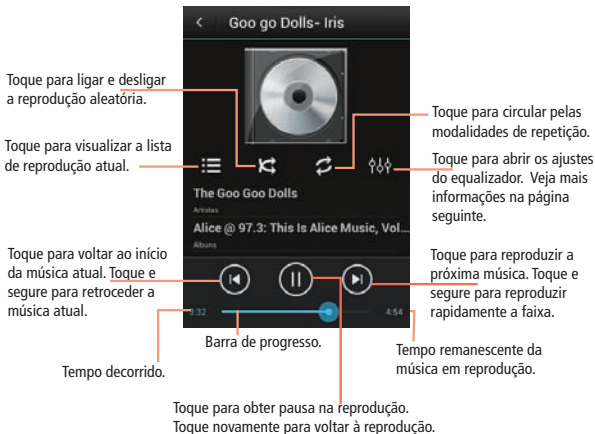 Goo go Dolls- Iris
Toque para ligar e desligar
a reprodução aleatória.
Toque para circular pelas
modalidades de repetição.
Toque para visualizar a lista
de reprodução atual.
Toque para abrir os ajustes
do equalizador. Veja mais
informações na página
seguinte.
The Goo Goo Dolls
Artistas
Alice @ 97.3: This Is Alice Music, Vol...
Álbuns
Toque para voltar ao início
da música atual. Toque e
segure para retroceder a
música atual.
Toque para reproduzir a
próxima música. Toque e
segure para reproduzir
rapidamente a faixa.
3:32
4:54
Barra de progresso.
Tempo decorrido.
Tempo remanescente da
música em reprodução.
Toque para obter pausa na reprodução.
Toque novamente para voltar à reprodução.